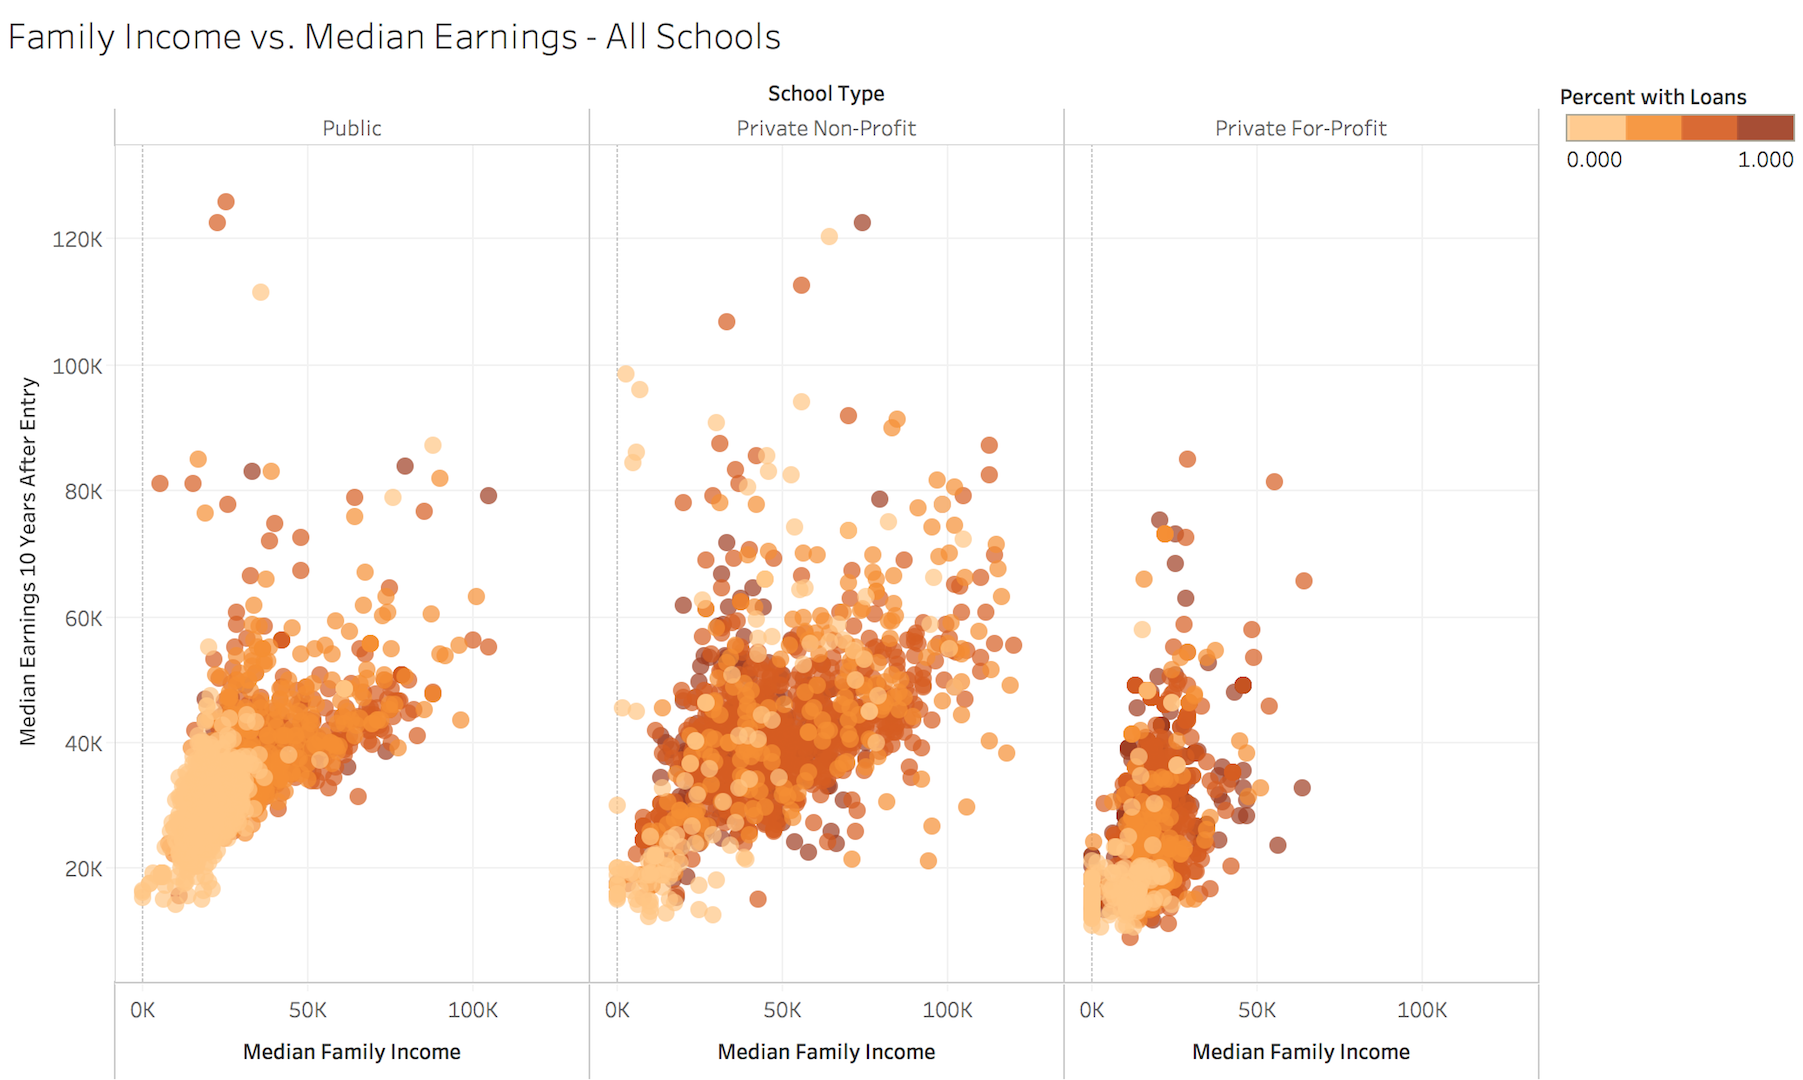 Family Income vs. Median Earnings - All Schools
School Type
Percent with Loans
Public
Private Non-Profit
Private For-Profit
0.000
1.000
Median Earnings 10 Years After Entry
120K
100K
80K
60K
40K
20K
0K 50K 100K
0K 50K 100K
0K 50K 100K
Median Family Income
Median Family Income
Median Family Income